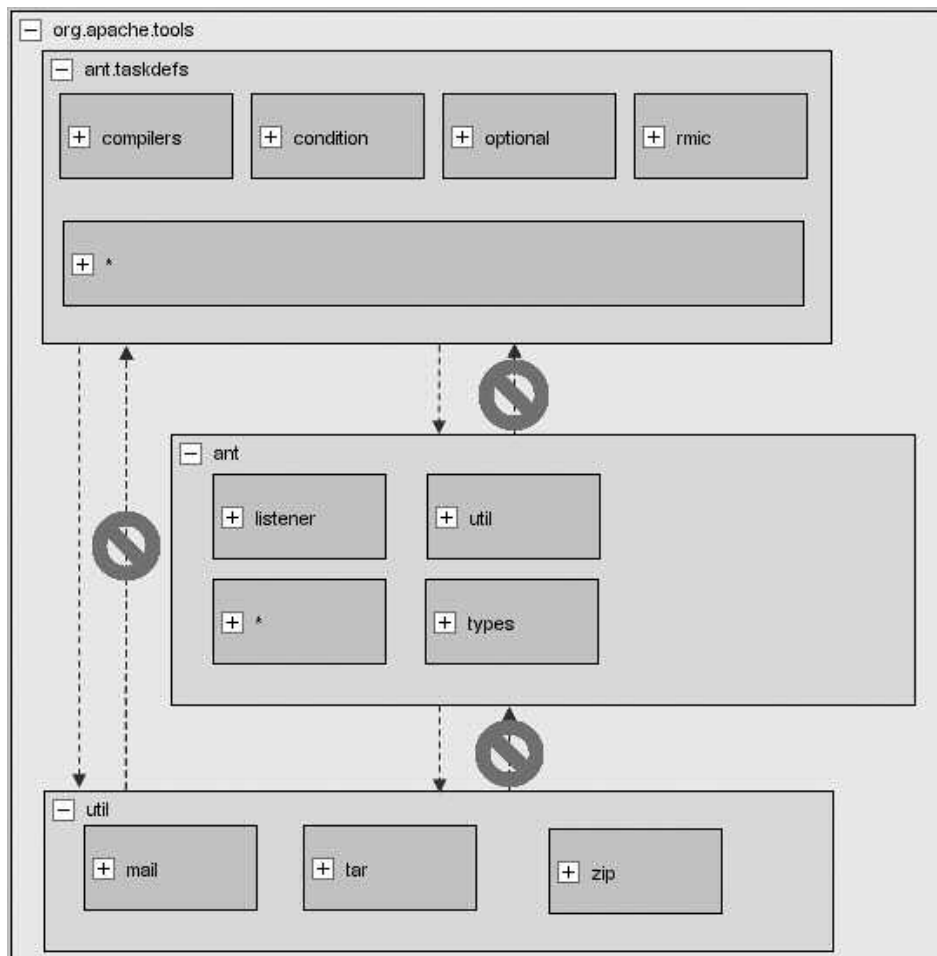 org.apache.tools
ant.taskdefs
compilers
condition
optional
rmic
*
ant
listener
util
*
types
util
mail
tar
zip